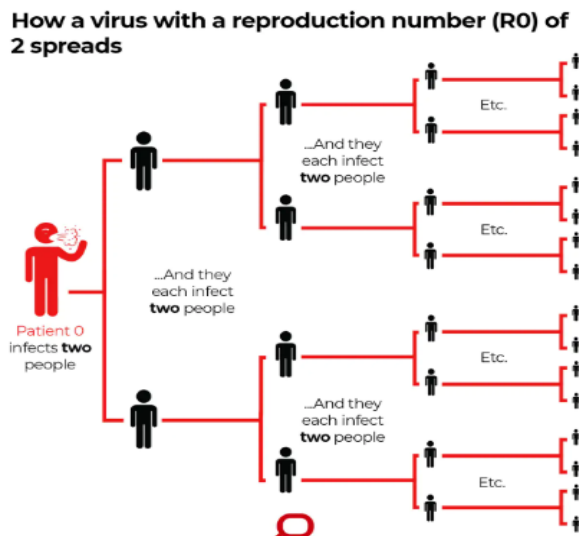 How a virus with a reproduction number (R0) of
2 spreads
Etc.
...And they
each infect
two people
Etc.
...And they
each infect
two people
Patient 0
infects two
people
Etc.
...And they
each infect
two people
Etc.